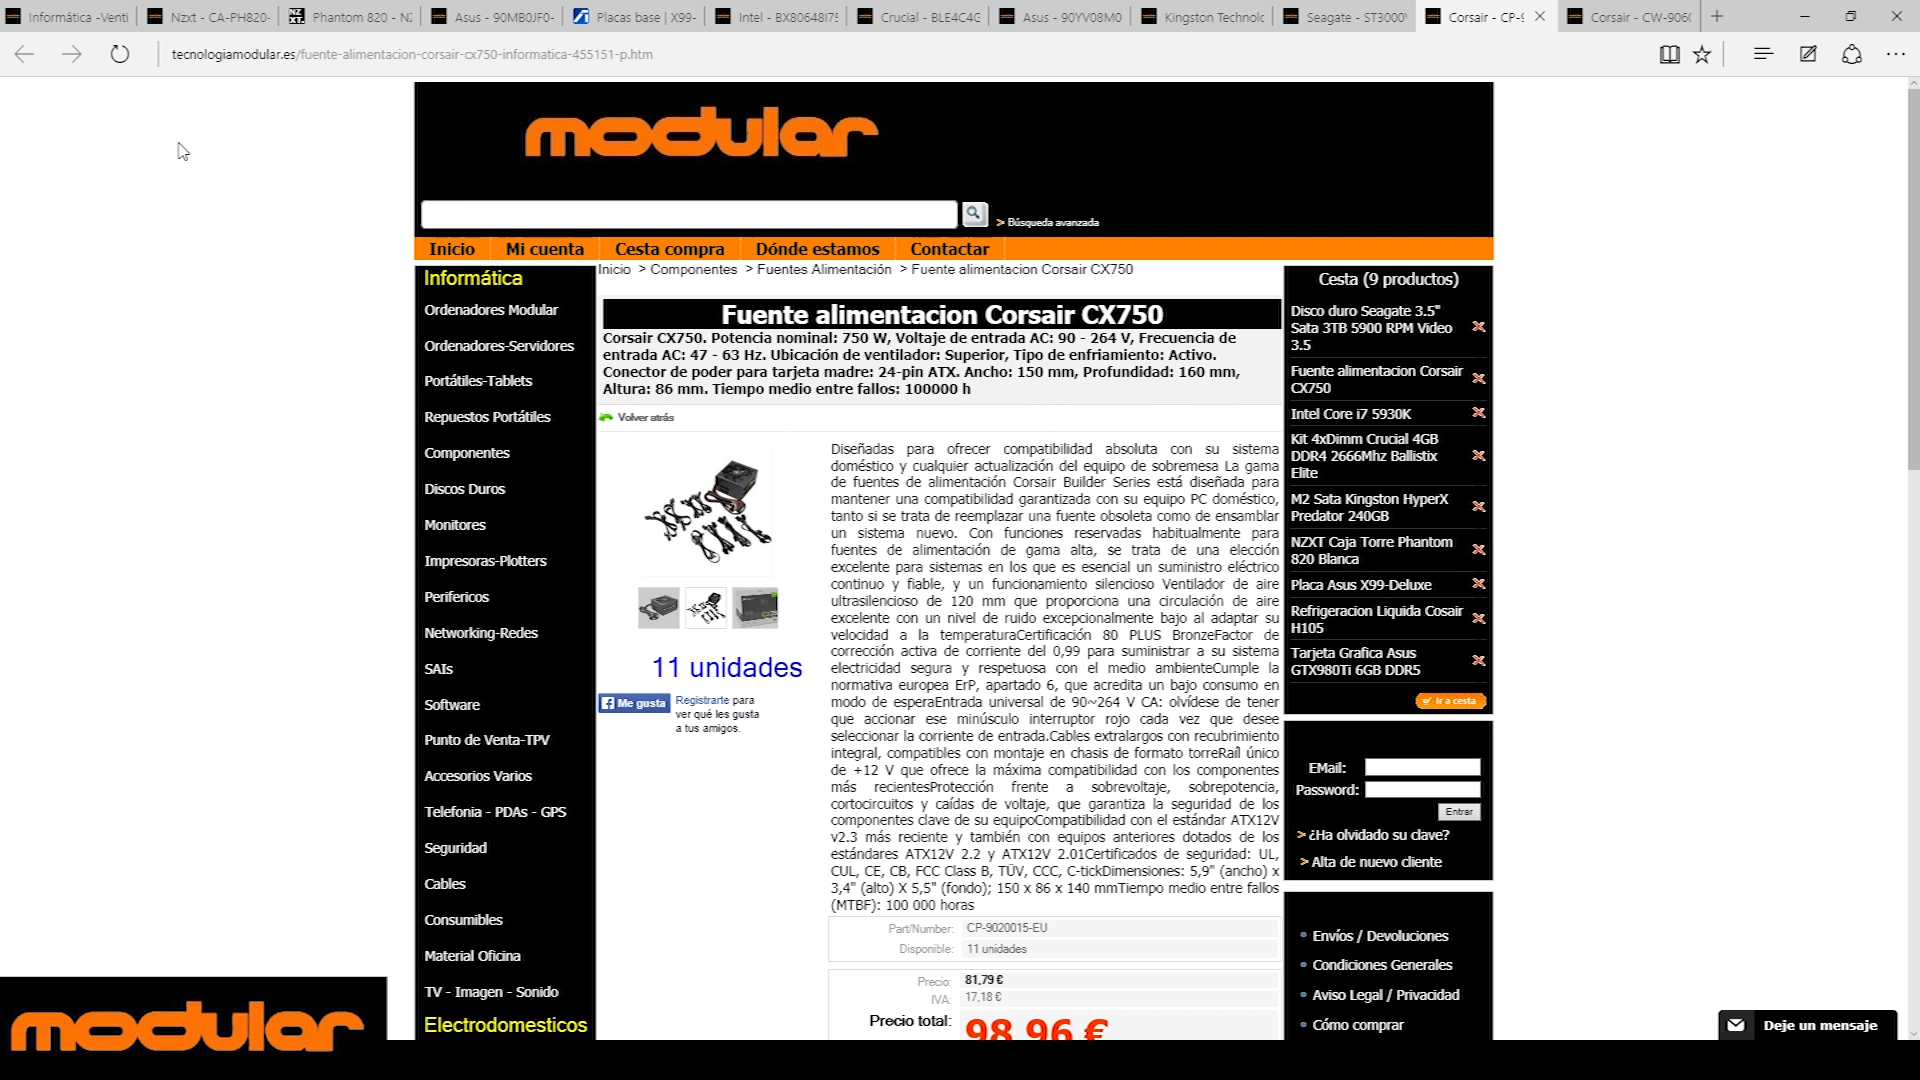 Informática -Venti
Nzxt - CA-PH820-
Phantom 820 - NZ
Asus - 90MB0JF0-
Placas base | X99-
Intel - BX80648I75
Crucial - BLE4C4G
Asus - 90YV08M0
Kingston Technolo
Seagate - ST3000V
Corsair - CP-9
Corsair - CW-9060
tecnologiamodular.es/fuente-alimentacion-corsair-cx750-informatica-455151-p.htm
modular
> Búsqueda avanzada
Inicio
Mi cuenta
Cesta compra
Dónde estamos
Contactar
Informática
Ordenadores Modular
Ordenadores-Servidores
Portátiles-Tablets
Repuestos Portátiles
Componentes
Discos Duros
Monitores
Impresoras-Plotters
Perifericos
Networking-Redes
SAIs
Software
Punto de Venta-TPV
Accesorios Varios
Telefonia - PDAs - GPS
Seguridad
Cables
Consumibles
Material Oficina
TV - Imagen - Sonido
Electrodomesticos
Inicio > Componentes > Fuentes Alimentación > Fuente alimentacion Corsair CX750
Fuente alimentacion Corsair CX750
Corsair CX750. Potencia nominal: 750 W, Voltaje de entrada AC: 90 - 264 V, Frecuencia de
entrada AC: 47 - 63 Hz. Ubicación de ventilador: Superior, Tipo de enfriamiento: Activo.
Conector de poder para tarjeta madre: 24-pin ATX. Ancho: 150 mm, Profundidad: 160 mm,
Altura: 86 mm. Tiempo medio entre fallos: 100000 h
Volver atrás
11 unidades
Me gusta
Registrarte para
ver qué les gusta
a tus amigos.
Diseñadas para ofrecer compatibilidad absoluta con su sistema
doméstico y cualquier actualización del equipo de sobremesa La gama
de fuentes de alimentación Corsair Builder Series está diseñada para
mantener una compatibilidad garantizada con su equipo PC doméstico,
tanto si se trata de reemplazar una fuente obsoleta como de ensamblar
un sistema nuevo. Con funciones reservadas habitualmente para
fuentes de alimentación de gama alta, se trata de una elección
excelente para sistemas en los que es esencial un suministro eléctrico
continuo y fiable, y un funcionamiento silencioso Ventilador de aire
ultrasilencioso de 120 mm que proporciona una circulación de aire
excelente con un nivel de ruido excepcionalmente bajo al adaptar su
velocidad a la temperaturaCertificación 80 PLUS BronzeFactor de
corrección activa de corriente del 0,99 para suministrar a su sistema
electricidad segura y respetuosa con el medio ambienteCumple la
normativa europea ErP, apartado 6, que acredita un bajo consumo en
modo de esperaEntrada universal de 90~264 V CA: olvídese de tener
que accionar ese minúsculo interruptor rojo cada vez que desee
seleccionar la corriente de entrada.Cables extralargos con recubrimiento
integral, compatibles con montaje en chasis de formato torreRaíl único
de +12 V que ofrece la máxima compatibilidad con los componentes
más recientesProtección frente a sobrevoltaje, sobrepotencia,
cortocircuitos y caídas de voltaje, que garantiza la seguridad de los
componentes clave de su equipoCompatibilidad con el estándar ATX12V
v2.3 más reciente y también con equipos anteriores dotados de los
estándares ATX12V 2.2 y ATX12V 2.01Certificados de seguridad: UL,
CUL, CE, CB, FCC Class B, TÜV, CCC, C-tickDimensiones: 5,9" (ancho) x
3,4" (alto) X 5,5" (fondo); 150 x 86 x 140 mmTiempo medio entre fallos
(MTBF): 100 000 horas
Part/Number: CP-9020015-EU
Disponible: 11 unidades
Precio: 81,79 €
IVA: 17,18 €
Precio total: 98,96 €
Cesta (9 productos)
Disco duro Seagate 3.5"
Sata 3TB 5900 RPM Video
3.5
Fuente alimentacion Corsair
CX750
Intel Core i7 5930K
Kit 4xDimm Crucial 4GB
DDR4 2666Mhz Ballistix
Elite
M2 Sata Kingston HyperX
Predator 240GB
NZXT Caja Torre Phantom
820 Blanca
Placa Asus X99-Deluxe
Refrigeracion Liquida Cosair
H105
Tarjeta Grafica Asus
GTX980Ti 6GB DDR5
Ir a cesta
EMail:
Password:
Entrar
> ¿Ha olvidado su clave?
> Alta de nuevo cliente
Envíos / Devoluciones
Condiciones Generales
Aviso Legal / Privacidad
Cómo comprar
Deje un mensaje
modular